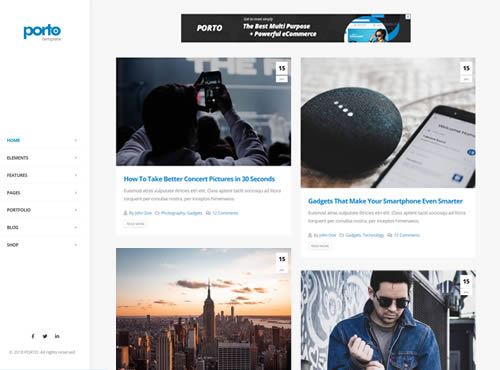 porto
template
HOME
ELEMENTS
FEATURES
PAGES
PORTFOLIO
BLOG
SHOP
© 2018 PORTO. All rights reserved
Get to most simply
PORTO The Best Multi Purpose
+ Powerful eCommerce
15
How To Take Better Concert Pictures in 30 Seconds
Euismod atras vulputate iltricies etri elit. Class aptent taciti sociosqu ad litora
torquent per conubia nostra, per inceptos himenaeos.
By John Doe Photography, Gadgets 12 Comments
READ MORE
15
15
Gadgets That Make Your Smartphone Even Smarter
Euismod atras vulputate iltricies etri elit. Class aptent taciti sociosqu ad litora
torquent per conubia nostra, per inceptos himenaeos.
By John Doe Gadgets, Technology 12 Comments
READ MORE
15